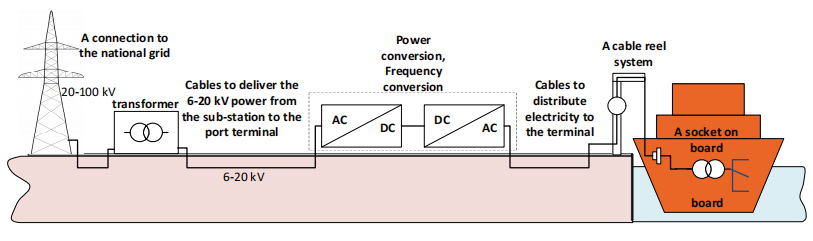 A connection to
the national grid
20-100 kV
transformer
Cables to deliver the
6-20 kV power from
the sub-station to the
port terminal
6-20 kV
Power
conversion,
Frequency
conversion
AC
DC
DC
AC
Cables to
distribute
electricity to
the terminal
A cable reel
system
A socket on
board
board